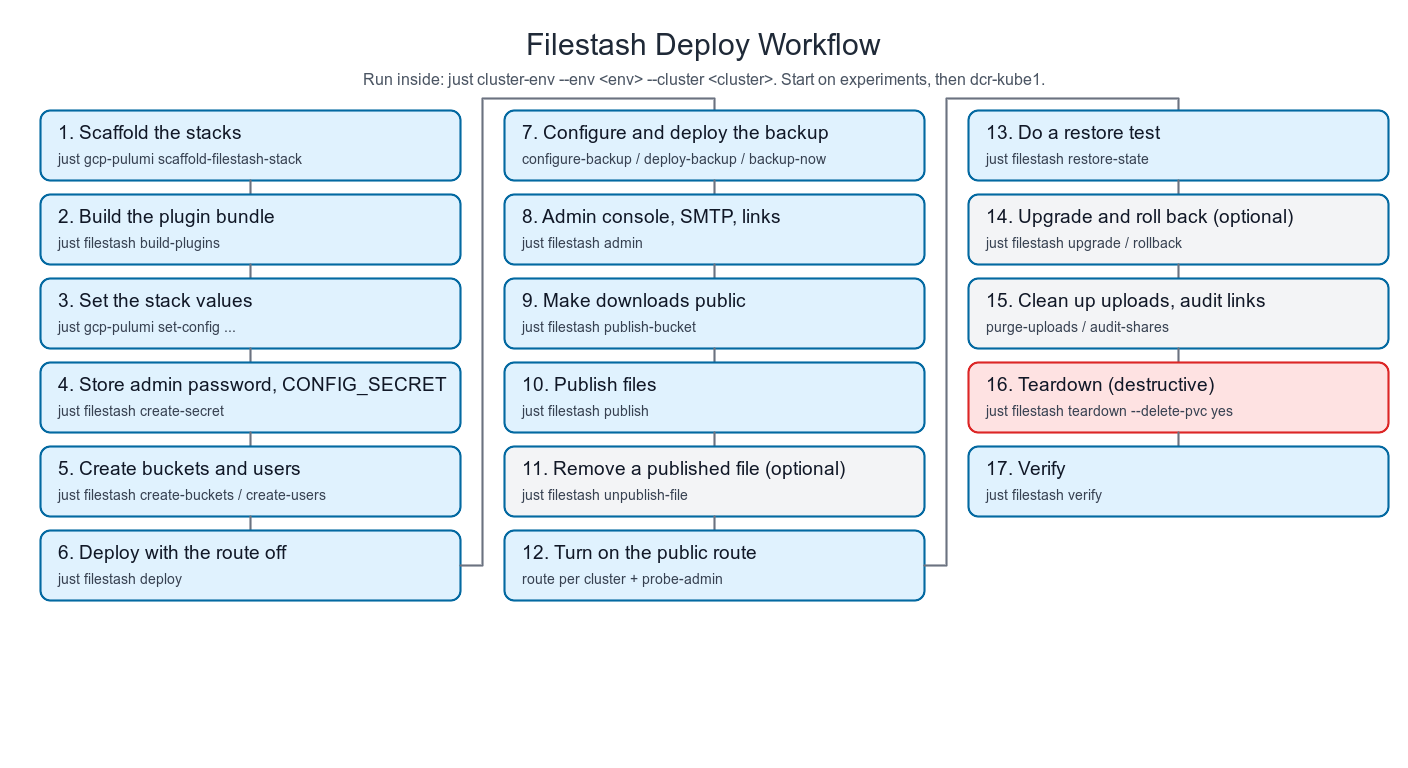 Filestash Deploy Workflow
Run inside: just cluster-env --env <env> --cluster <cluster>. Start on experiments, then dcr-kube1.
1. Scaffold the stacks
just gcp-pulumi scaffold-filestash-stack
2. Build the plugin bundle
just filestash build-plugins
3. Set the stack values
just gcp-pulumi set-config ...
4. Store admin password, CONFIG_SECRET
just filestash create-secret
5. Create buckets and users
just filestash create-buckets / create-users
6. Deploy with the route off
just filestash deploy
7. Configure and deploy the backup
configure-backup / deploy-backup / backup-now
8. Admin console, SMTP, links
just filestash admin
9. Make downloads public
just filestash publish-bucket
10. Publish files
just filestash publish
11. Remove a published file (optional)
just filestash unpublish-file
12. Turn on the public route
route per cluster + probe-admin
13. Do a restore test
just filestash restore-state
14. Upgrade and roll back (optional)
just filestash upgrade / rollback
15. Clean up uploads, audit links
purge-uploads / audit-shares
16. Teardown (destructive)
just filestash teardown --delete-pvc yes
17. Verify
just filestash verify